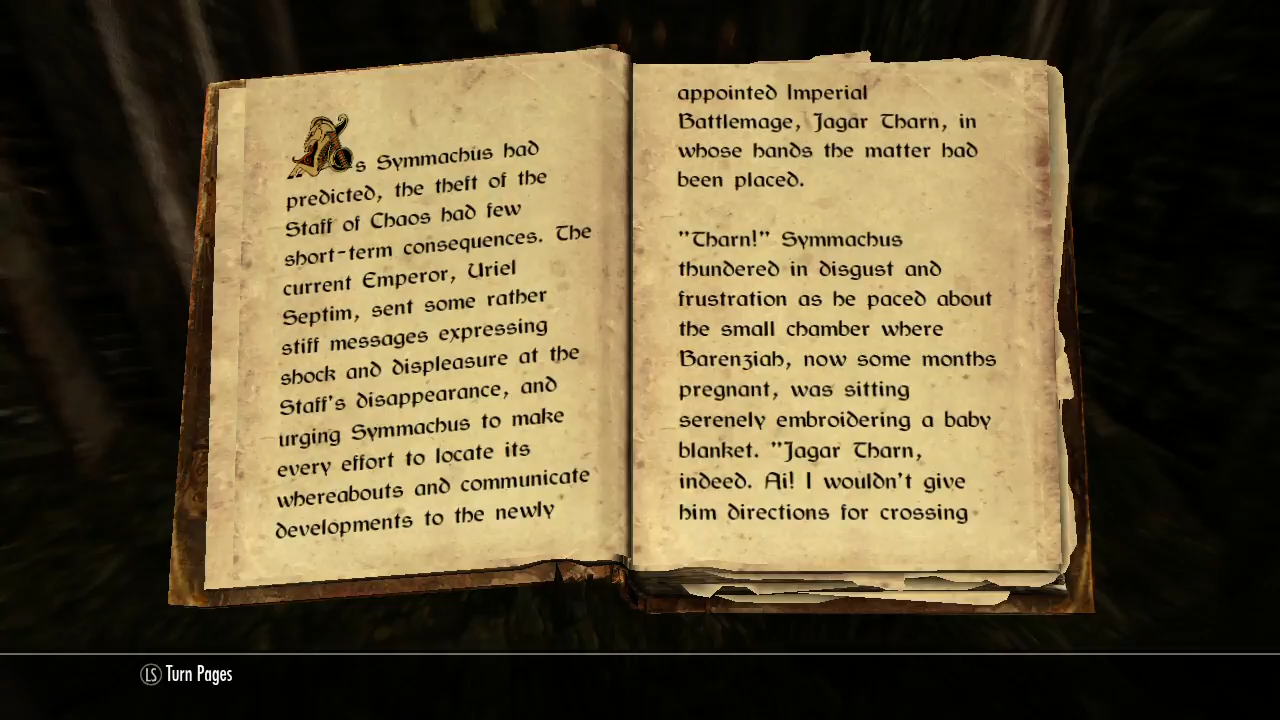 As Symmachus had
predicted, the theft of the
Staff of Chaos had few
short-term consequences. The
current Emperor, Uriel
Septim, sent some rather
stiff messages expressing
shock and displeasure at the
Staff's disappearance, and
urging Symmachus to make
every effort to locate its
whereabouts and communicate
developments to the newly
appointed Imperial
Battlemage, Jagar Tharn, in
whose hands the matter had
been placed.
"Tharn!" Symmachus
thundered in disgust and
frustration as he paced about
the small chamber where
Barenziah, now some months
pregnant, was sitting
serenely embroidering a baby
blanket. "Jagar Tharn,
indeed. Ai! I wouldn't give
him directions for crossing
LS Turn Pages